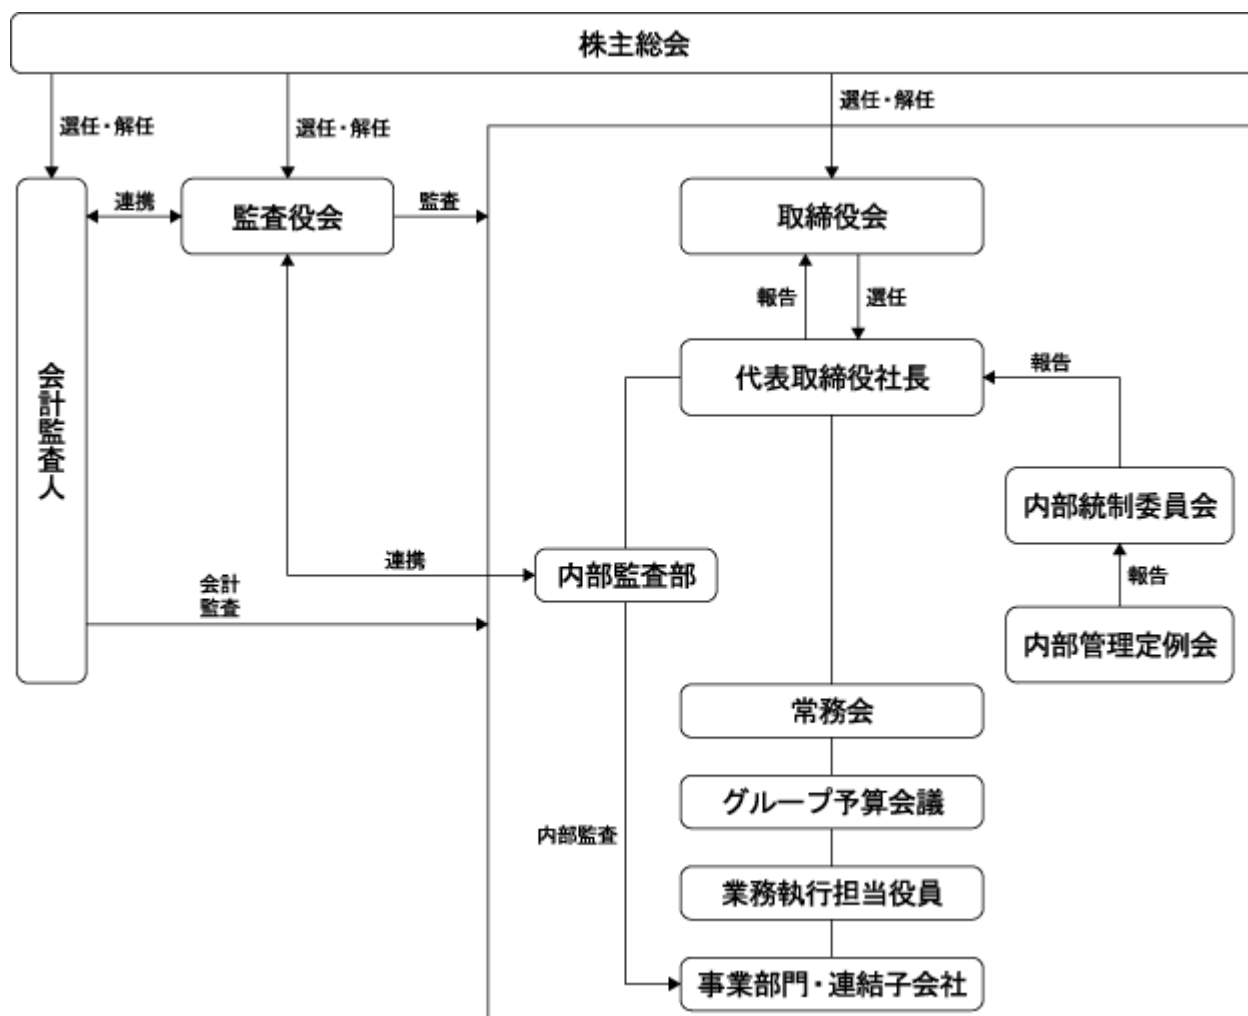 株主総会
選任・解任
選任・解任
選任・解任
連携
監査役会
監査
取締役会
報告
選任
会計監査人
代表取締役社長
報告
内部統制委員会
連携
内部監査部
報告
会計
監査
内部管理定例会
常務会
グループ予算会議
内部監査
業務執行担当役員
事業部門・連結子会社